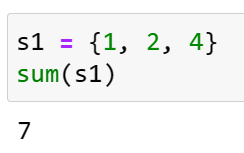 s1 = {1, 2, 4}
sum(s1)
7